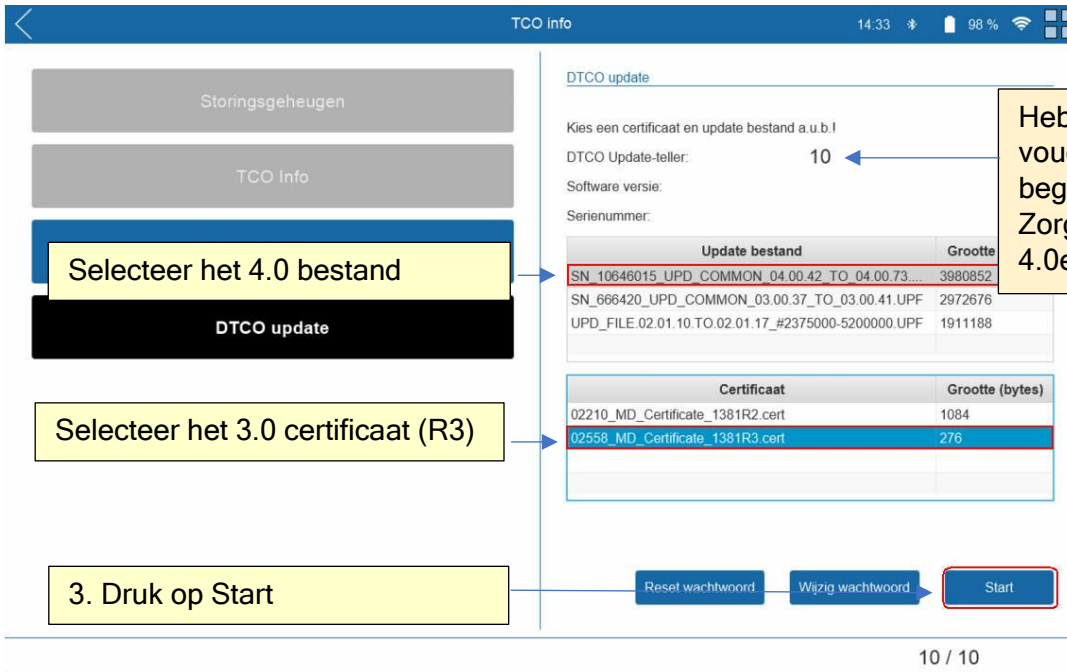 TCO info
14:33
98 %
Storingsgeheugen
TCO Info
DTCO update
Selecteer het 4.0 bestand
Selecteer het 3.0 certificaat (R3)
3. Druk op Start
DTCO update
Kies een certificaat en update bestand a.u.b.!
DTCO Update-teller: 10
Software versie:
Serienummer:
Update bestand Grootte
SN_10646015_UPD_COMMON_04.00.42_TO_04.00.73.... 3980852
SN_666420_UPD_COMMON_03.00.37_TO_03.00.41.UPF 2972676
UPD_FILE.02.01.10.TO.02.01.17_#2375000-5200000.UPF 1911188
Certificaat Grootte (bytes)
02210_MD_Certificate_1381R2.cert 1084
02558_MD_Certificate_1381R3.cert 276
Reset wachtwoord Wijzig wachtwoord Start
10 / 10
4.0